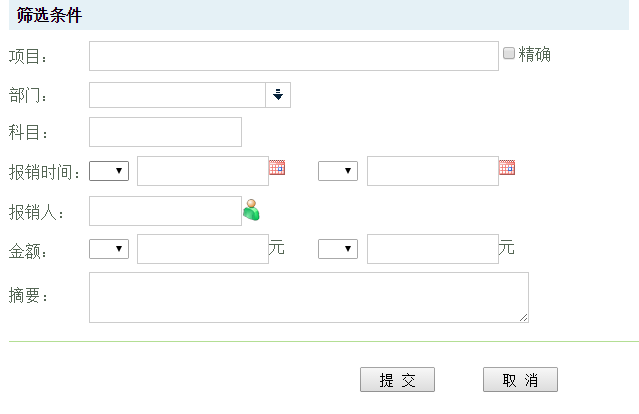 筛选条件
项目： 精确
部门：
科目：
报销时间：
报销人：
金额： 元 元
摘要：
提 交 取 消